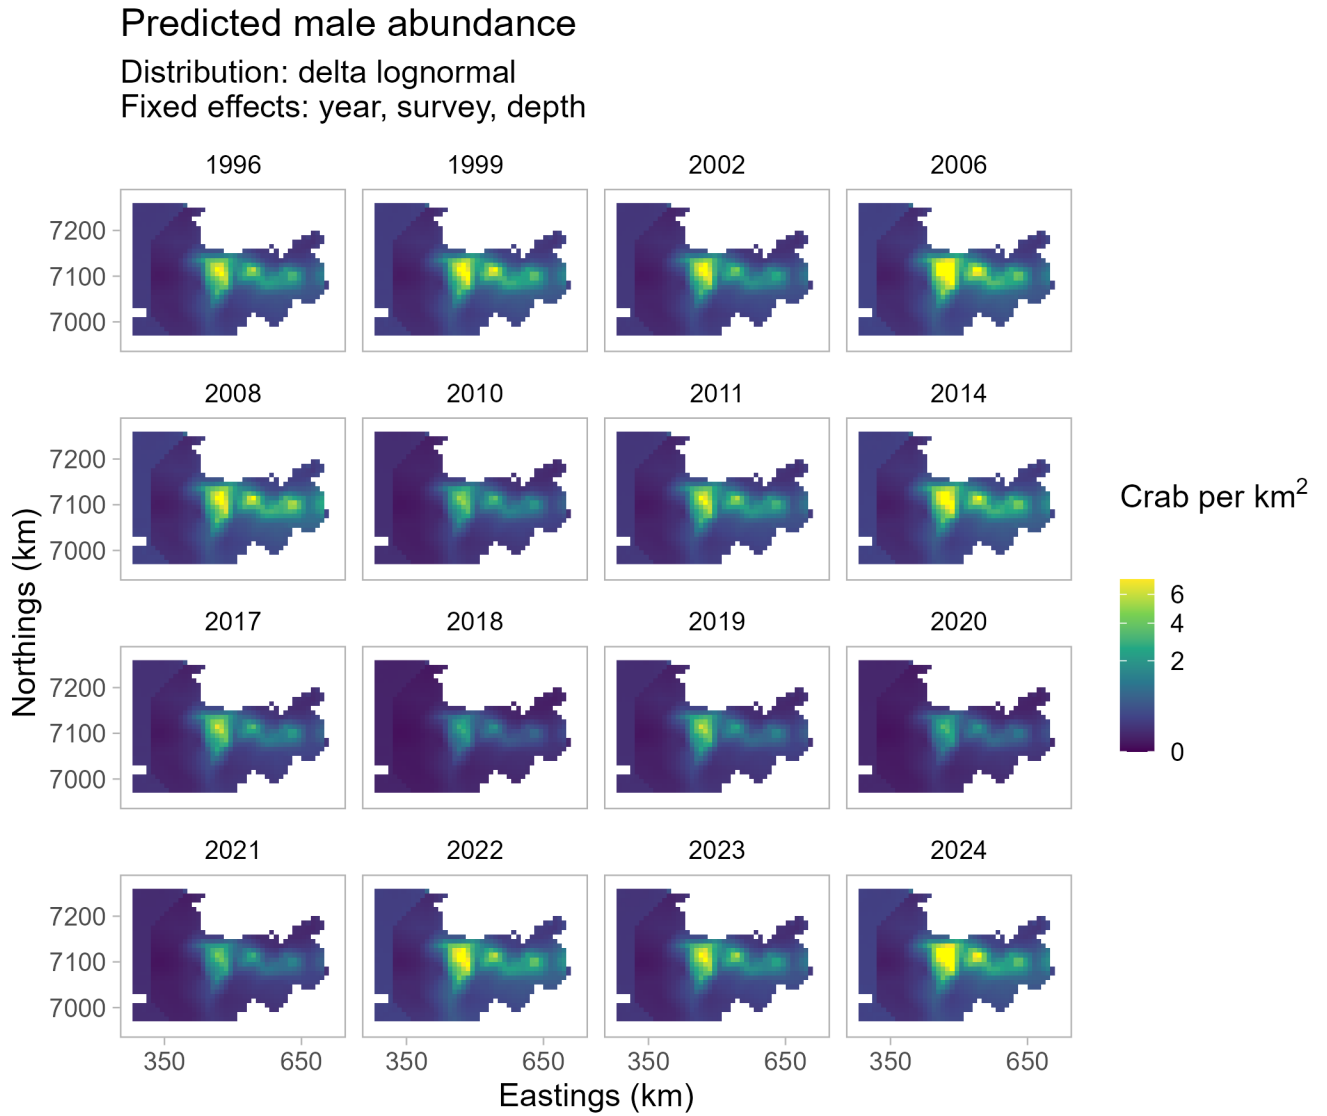 Predicted male abundance
Distribution: delta lognormal
Fixed effects: year, survey, depth
1996 1999 2002 2006
7200
7100
7000
2008 2010 2011 2014
7200
7100
7000
2017 2018 2019 2020
7200
7100
7000
2021 2022 2023 2024
7200
7100
7000
350 650 350 650 350 650 350 650
Eastings (km)
Northings (km)
Crab per km²
6
4
2
0